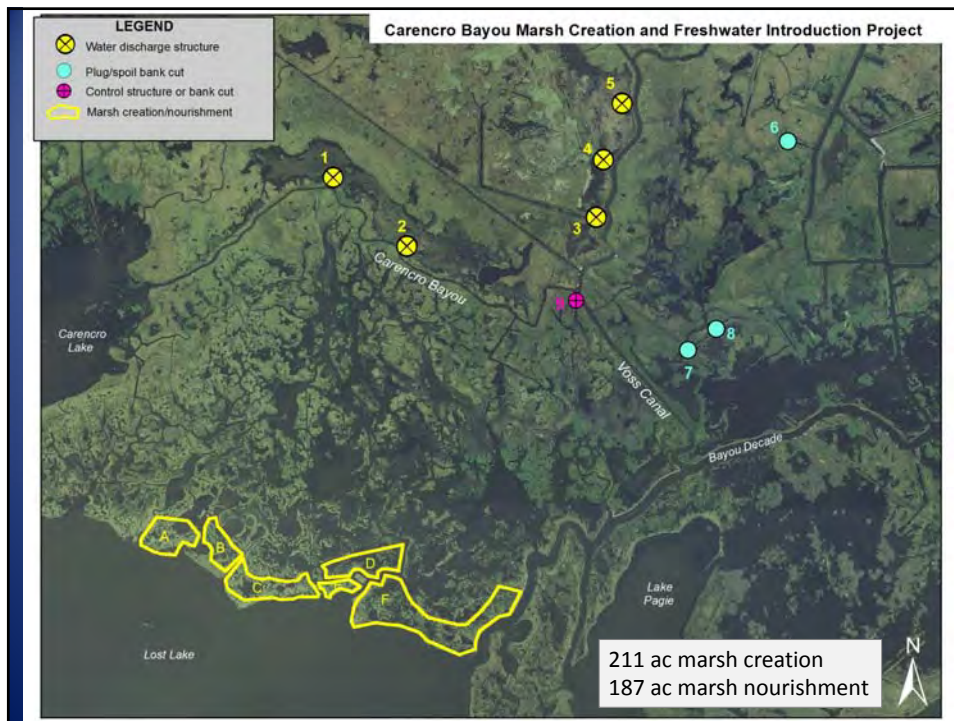 Carencro Bayou Marsh Creation and Freshwater Introduction Project
LEGEND
Water discharge structure
Plug/spoil bank cut
Control structure or bank cut
Marsh creation/nourishment
5
6
4
1
3
2
Carencro Bayou
9
8
7
Carencro
Lake
Voss Canal
Bayou Decade
A
B
C
D
E
F
Lake
Pagie
Lost Lake
211 ac marsh creation
187 ac marsh nourishment
N